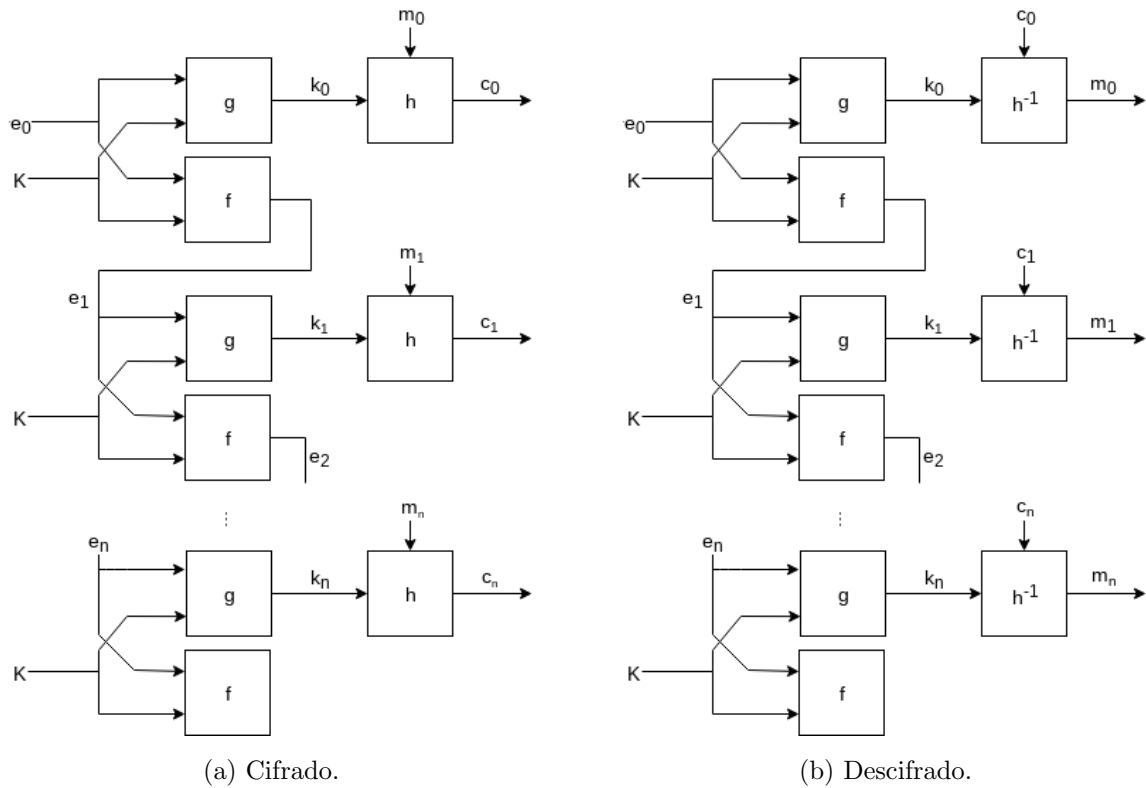 m₀
c₀
e₀
g
k₀
h
c₀
K
f
m₁
e₁
g
k₁
h
c₁
K
f
e₂
⋮
mₙ
eₙ
g
kₙ
h
cₙ
K
f
m₀
e₀
g
k₀
h⁻¹
K
f
c₁
e₁
g
k₁
h⁻¹
m₁
K
f
e₂
⋮
cₙ
eₙ
g
kₙ
h⁻¹
mₙ
K
f
(a) Cifrado.
(b) Descifrado.